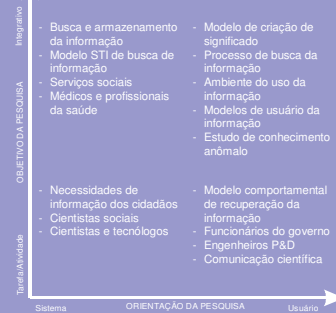 Integrativo
OBJETIVO DA PESQUISA
Tarefa/Atividade
- Busca e armazenamento
da informação
- Modelo STI de busca de
informação
- Serviços sociais
- Médicos e profissionais
da saúde
- Modelo de criação de
significado
- Processo de busca da
informação
- Ambiente do uso da
informação
- Modelos de usuário da
informação
- Estudo de conhecimento
anômalo
- Necessidades de
informação dos cidadãos
- Cientistas sociais
- Cientistas e tecnólogos
- Modelo comportamental
de recuperação da
informação
- Funcionários do governo
- Engenheiros P&D
- Comunicação científica
Sistema
ORIENTAÇÃO DA PESQUISA
Usuário